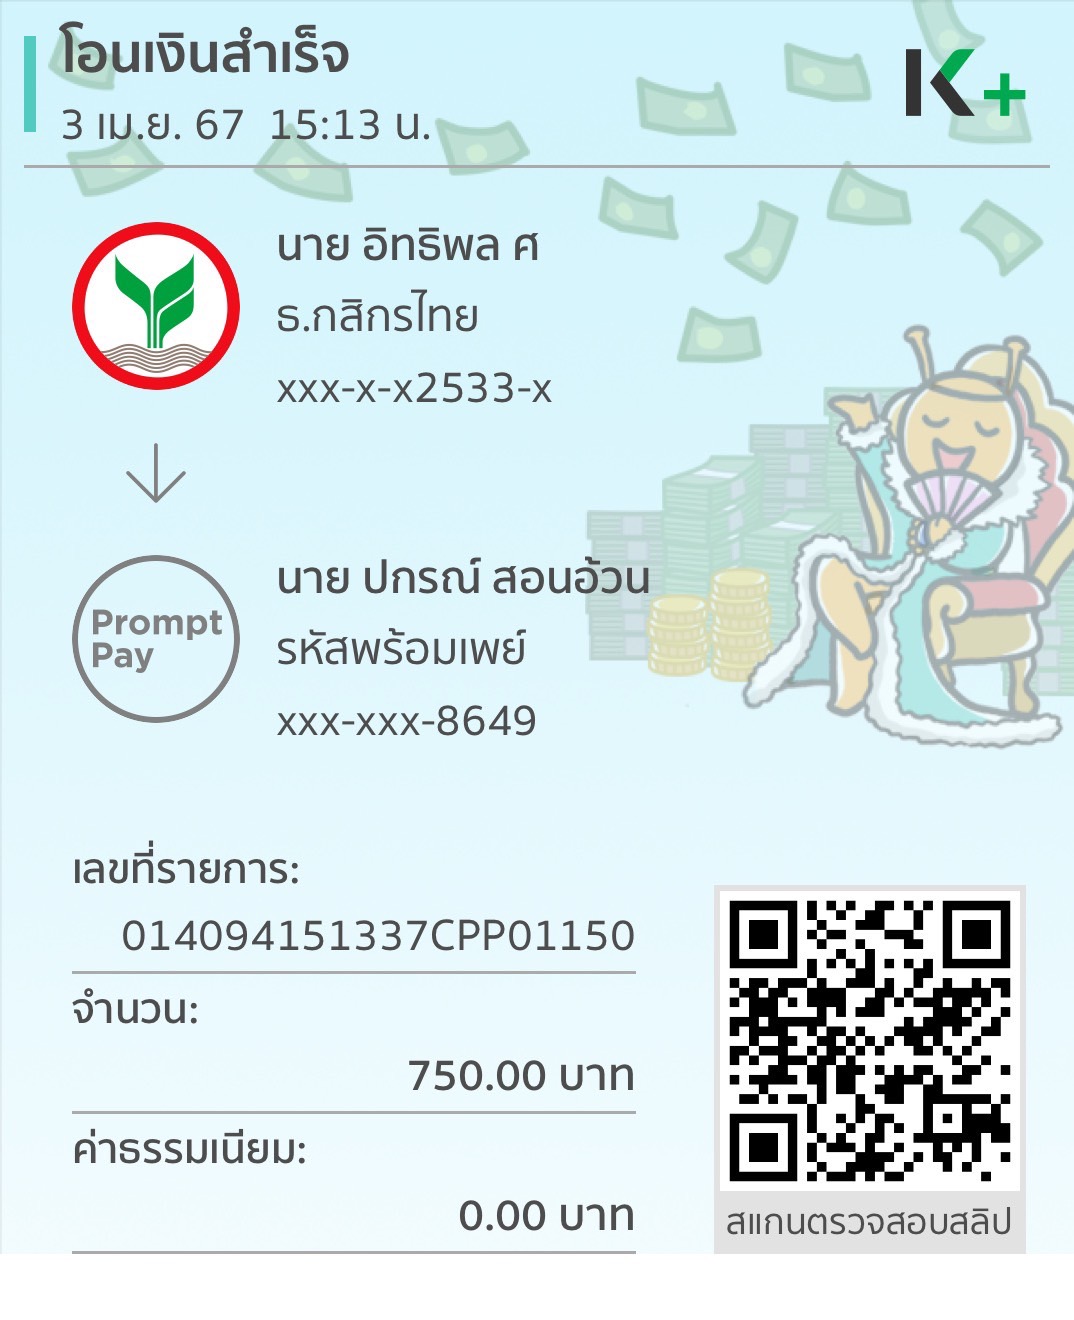 โอนเงินสำเร็จ
3 เม.ย. 67  15:13 น.
K+
นาย อิทธิพล ศ
ธ.กสิกรไทย
xxx-x-x2533-x
Prompt
Pay
นาย ปกรณ์ สอนอ้วน
รหัสพร้อมเพย์
xxx-xxx-8649
เลขที่รายการ:
014094151337CPP01150
จำนวน:
750.00 บาท
ค่าธรรมเนียม:
0.00 บาท
สแกนตรวจสอบสลิป